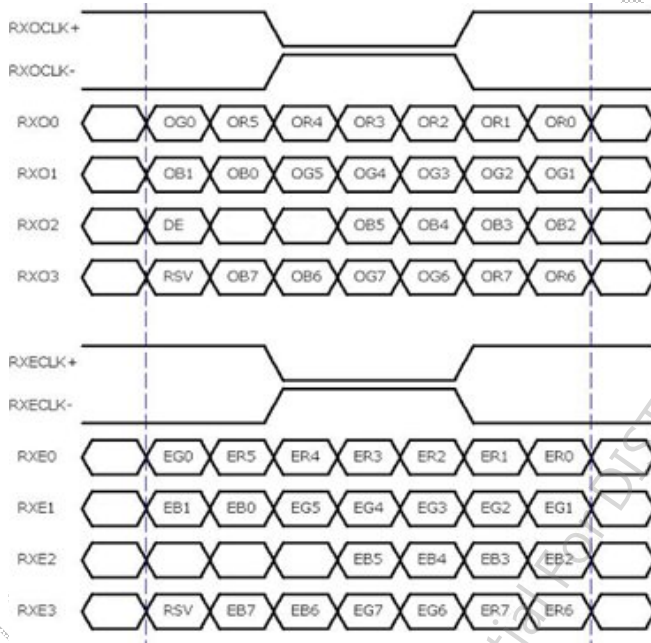 RXOCLK+
RXOCLK-
RXO0 OG0 OR5 OR4 OR3 OR2 OR1 OR0
RXO1 OB1 OB0 OG5 OG4 OG3 OG2 OG1
RXO2 DE OB5 OB4 OB3 OB2
RXO3 RSV OB7 OB6 OG7 OG6 OR7 OR6
RXECLK+
RXECLK-
RXE0 EG0 ER5 ER4 ER3 ER2 ER1 ER0
RXE1 EB1 EB0 EG5 EG4 EG3 EG2 EG1
RXE2 EB5 EB4 EB3 EB2
RXE3 RSV EB7 EB6 EG7 EG6 ER7 ER6